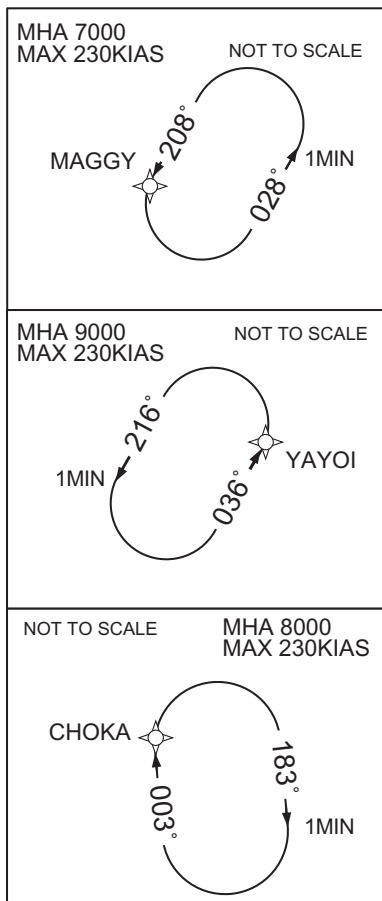 MHA 7000
MAX 230KIAS
NOT TO SCALE
208°
MAGGY
1MIN
028°
MHA 9000
MAX 230KIAS
NOT TO SCALE
216°
YAYOI
1MIN
036°
NOT TO SCALE
MHA 8000
MAX 230KIAS
CHOKA
183°
003°
1MIN